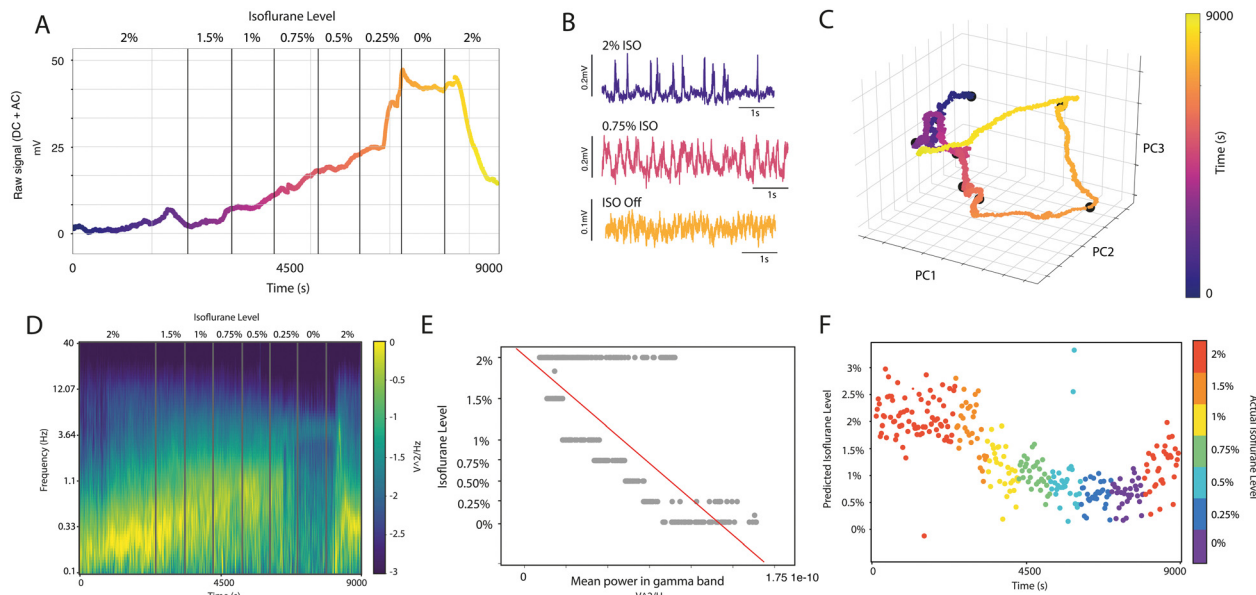 A
Isoflurane Level
2% 1.5% 1% 0.75% 0.5% 0.25% 0% 2%
50
25
0
Raw signal (DC + AC)
mV
0 4500 9000
Time (s)
B
2% ISO
0.2mV
1s
0.75% ISO
0.2mV
1s
ISO Off
0.1mV
1s
C
PC1
PC2
PC3
9000
Time (s)
0
D
Isoflurane Level
2% 1.5% 1% 0.75% 0.5% 0.25% 0% 2%
40
12.07
3.64
1.1
0.33
0.1
Frequency (Hz)
0 4500 9000
Time (s)
0
-0.5
-1
-1.5
-2
-2.5
-3
V^2/Hz
E
2%
1.5%
1%
0.75%
0.50%
0.25%
0%
Isoflurane Level
0 1.75 1e-10
Mean power in gamma band
F
3%
2.5%
2%
1.5%
1%
0.5%
0%
Predicted Isoflurane Level
0 4500 9000
Time (s)
2%
1.5%
1%
0.75%
0.5%
0.25%
0%
Actual Isoflurane Level